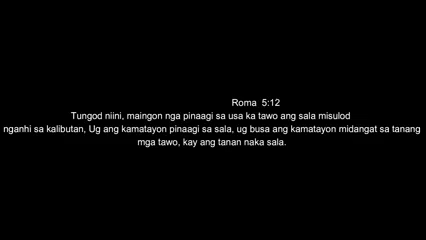 Roma 5:12
Tungod niini, maingon nga pinaagi sa usa ka tawo ang sala misulod
nganhi sa kalibutan, Ug ang kamatayon pinaagi sa sala, ug busa ang kamatayon midangat sa tanang
mga tawo, kay ang tanan naka sala.